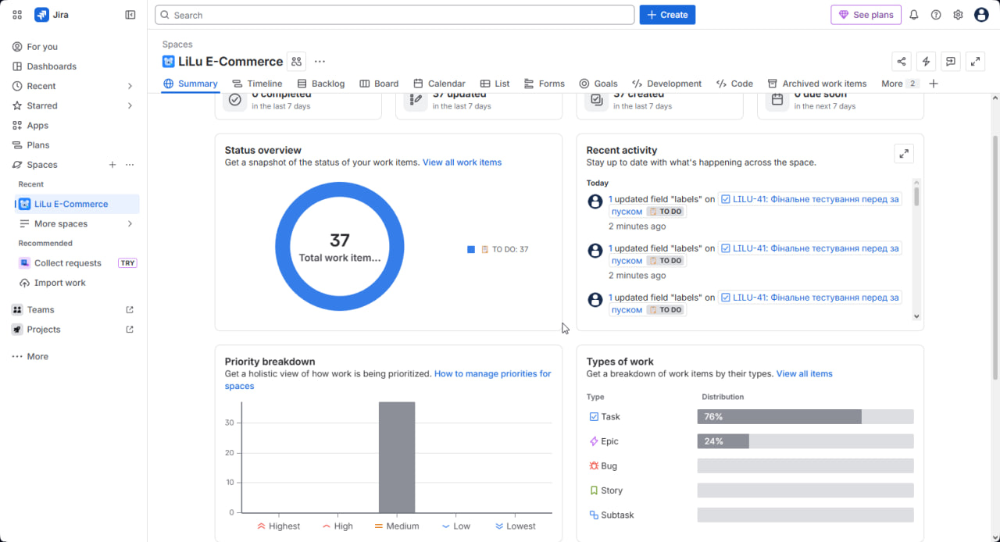 Jira
Search
Create
See plans
For you
Dashboards
Recent
Starred
Apps
Plans
Spaces
Recent
LiLu E-Commerce
More spaces
Recommended
Collect requests TRY
Import work
Teams
Projects
More
Spaces
LiLu E-Commerce
Summary Timeline Backlog Board Calendar List Forms Goals Development Code Archived work items More 2
0 completed
in the last 7 days
37 updated
in the last 7 days
37 created
in the last 7 days
0 due soon
in the next 7 days
Status overview
Get a snapshot of the status of your work items. View all work items
37
Total work item...
TO DO: 37
Recent activity
Stay up to date with what's happening across the space.
Today
1 updated field "labels" on LILU-41: Фінальне тестування перед за
пуском TO DO
2 minutes ago
1 updated field "labels" on LILU-41: Фінальне тестування перед за
пуском TO DO
2 minutes ago
1 updated field "labels" on LILU-41: Фінальне тестування перед за
пуском TO DO
Priority breakdown
Get a holistic view of how work is being prioritized. How to manage priorities for
spaces
30
20
10
0
Highest High Medium Low Lowest
Types of work
Get a breakdown of work items by their types. View all items
Type Distribution
Task 76%
Epic 24%
Bug
Story
Subtask